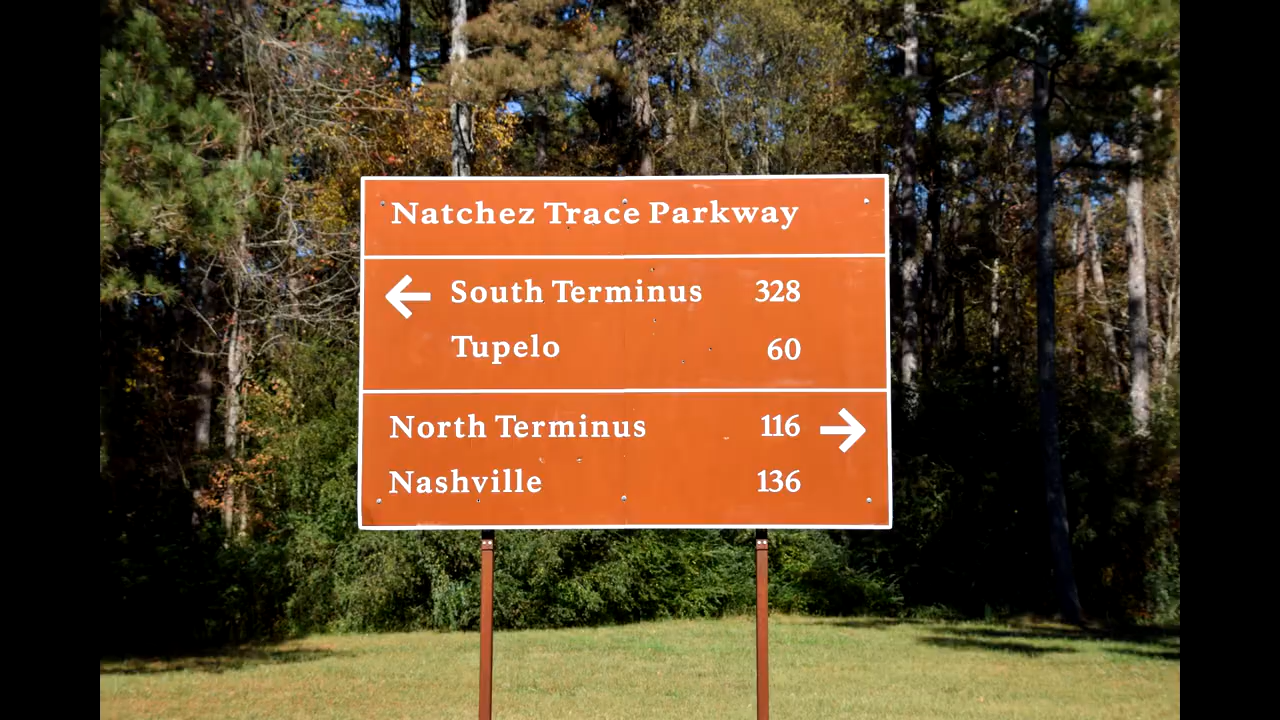 Natchez Trace Parkway
← South Terminus 328
Tupelo 60
North Terminus 116 →
Nashville 136